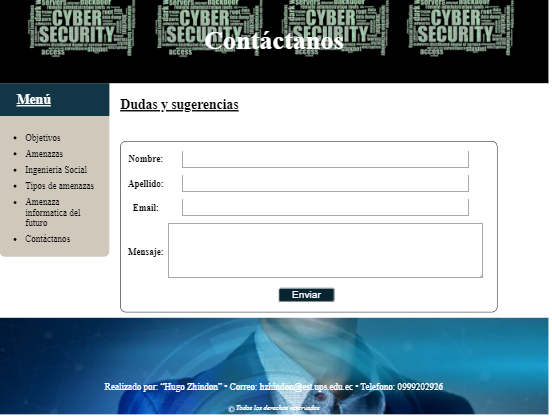 CYBER CYBER CYBER CYBER
SECURITY SECURITY SECURITY SECURITY
Contáctanos
Menú
Dudas y sugerencias
• Objetivos
• Amenazas
• Ingenieria Social
• Tipos de amenazas
• Amenaza
informatica del
futuro
• Contáctanos
Nombre:
Apellido:
Email:
Mensaje:
Enviar
Realizado por: “Hugo Zhindon” • Correo: hzhindon@est.ups.edu.ec • Telefono: 0999202926
© Todos los derechos reservados